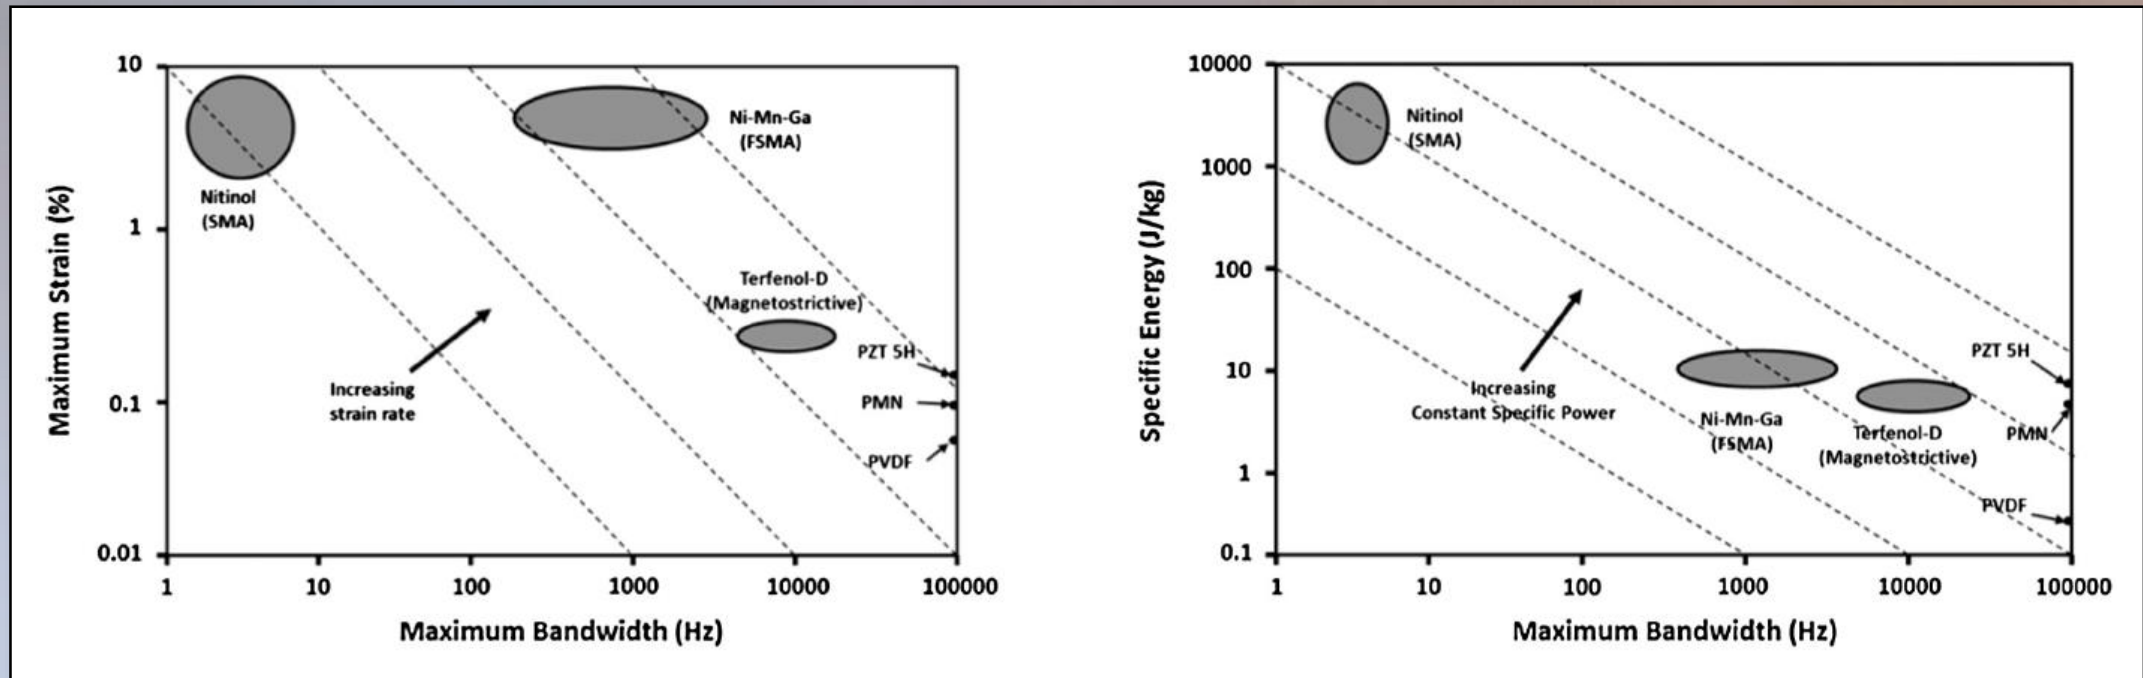 10
1
0.1
0.01
Maximum Strain (%)
Nitinol
(SMA)
Ni-Mn-Ga
(FSMA)
Terfenol-D
(Magnetostrictive)
PZT 5H
PMN
PVDF
Increasing
strain rate
1 10 100 1000 10000 100000
Maximum Bandwidth (Hz)
10000
1000
100
10
1
0.1
Specific Energy (J/kg)
Nitinol
(SMA)
PZT 5H
Increasing
Constant Specific Power
Ni-Mn-Ga
(FSMA)
Terfenol-D
(Magnetostrictive)
PMN
PVDF
1 10 100 1000 10000 100000
Maximum Bandwidth (Hz)